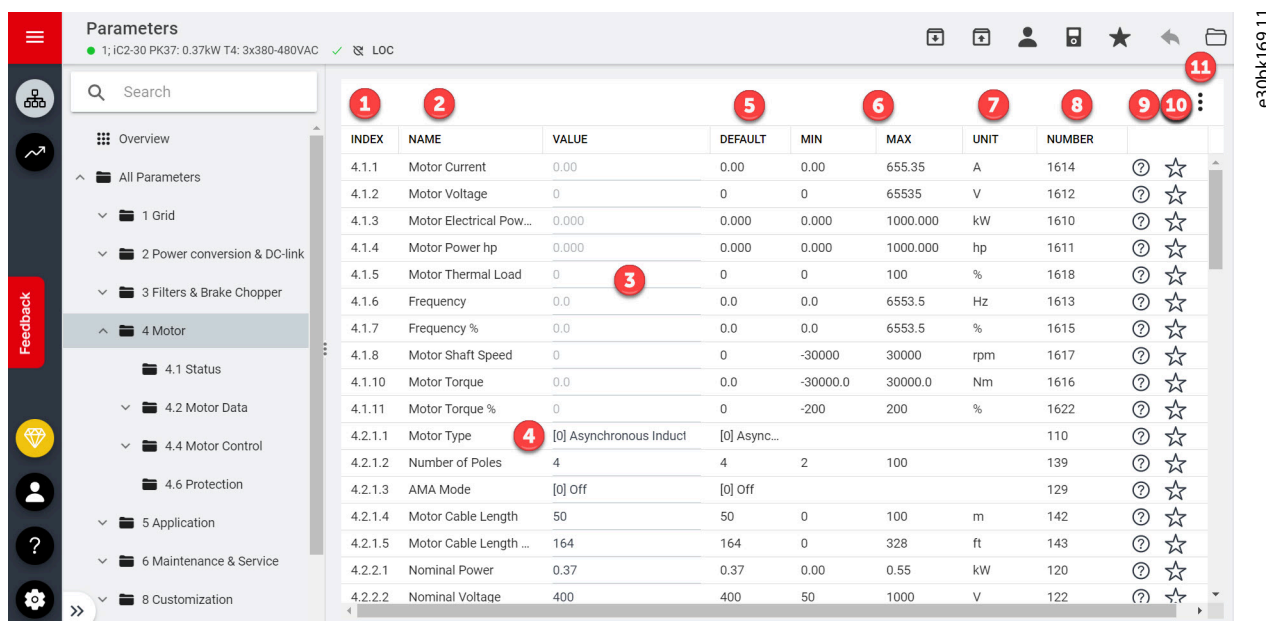 Parameters
1; iC2-30 PK37: 0.37kW T4: 3x380-480VAC LOC
e30bk169.11
Search
Feedback
Overview
All Parameters
1 Grid
2 Power conversion & DC-link
3 Filters & Brake Chopper
4 Motor
4.1 Status
4.2 Motor Data
4.4 Motor Control
4.6 Protection
5 Application
6 Maintenance & Service
8 Customization
1 2 5 6 7 8 9 10 11
INDEX NAME VALUE DEFAULT MIN MAX UNIT NUMBER
4.1.1 Motor Current 0.00 0.00 0.00 655.35 A 1614
4.1.2 Motor Voltage 0 0 0 65535 V 1612
4.1.3 Motor Electrical Pow... 0.000 0.000 0.000 1000.000 kW 1610
4.1.4 Motor Power hp 0.000 0.000 0.000 1000.000 hp 1611
4.1.5 Motor Thermal Load 0 3 0 0 100 % 1618
4.1.6 Frequency 0.0 0.0 0.0 6553.5 Hz 1613
4.1.7 Frequency % 0.0 0.0 0.0 6553.5 % 1615
4.1.8 Motor Shaft Speed 0 0 -30000 30000 rpm 1617
4.1.10 Motor Torque 0.0 0.0 -30000.0 30000.0 Nm 1616
4.1.11 Motor Torque % 0 0 -200 200 % 1622
4.2.1.1 Motor Type 4 [0] Asynchronous Induct [0] Async... 110
4.2.1.2 Number of Poles 4 4 2 100 139
4.2.1.3 AMA Mode [0] Off [0] Off 129
4.2.1.4 Motor Cable Length 50 50 0 100 m 142
4.2.1.5 Motor Cable Length ... 164 164 0 328 ft 143
4.2.2.1 Nominal Power 0.37 0.37 0.00 0.55 kW 120
4.2.2.2 Nominal Voltage 400 400 50 1000 V 122